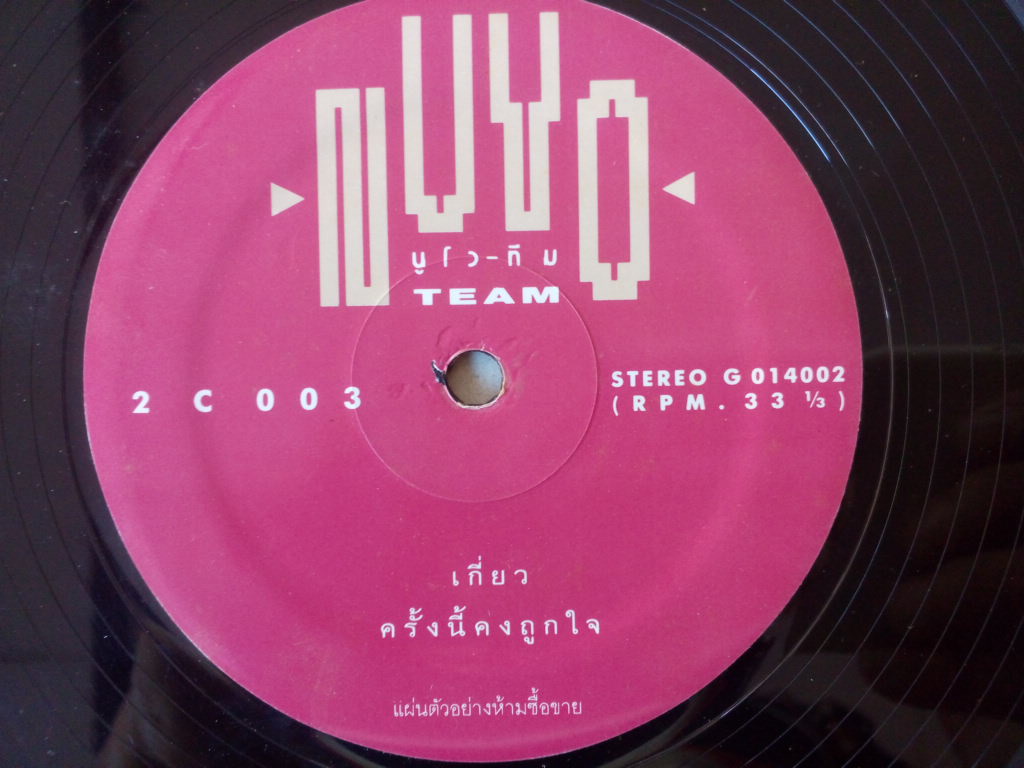 NUVO
นูโว-ทีม
TEAM
2 C 003
STEREO G 014002
(RPM. 33 ⅓)
เกี่ยว
ครั้งนี้คงถูกใจ
แผ่นตัวอย่างห้ามซื้อขาย